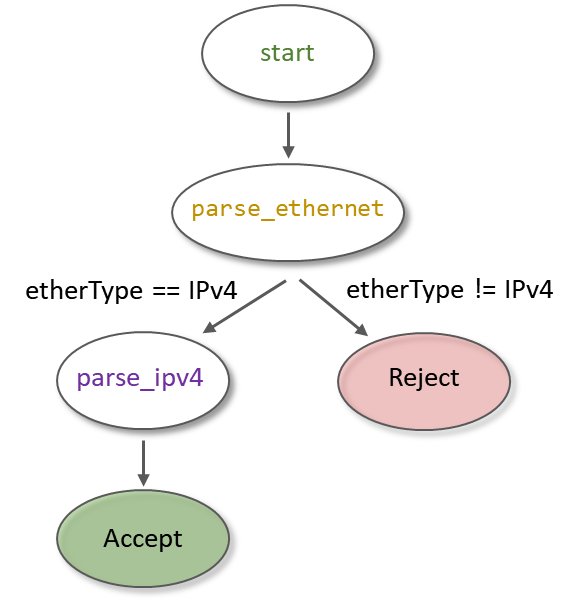 start
parse_ethernet
etherType == IPv4
etherType != IPv4
parse_ipv4
Reject
Accept